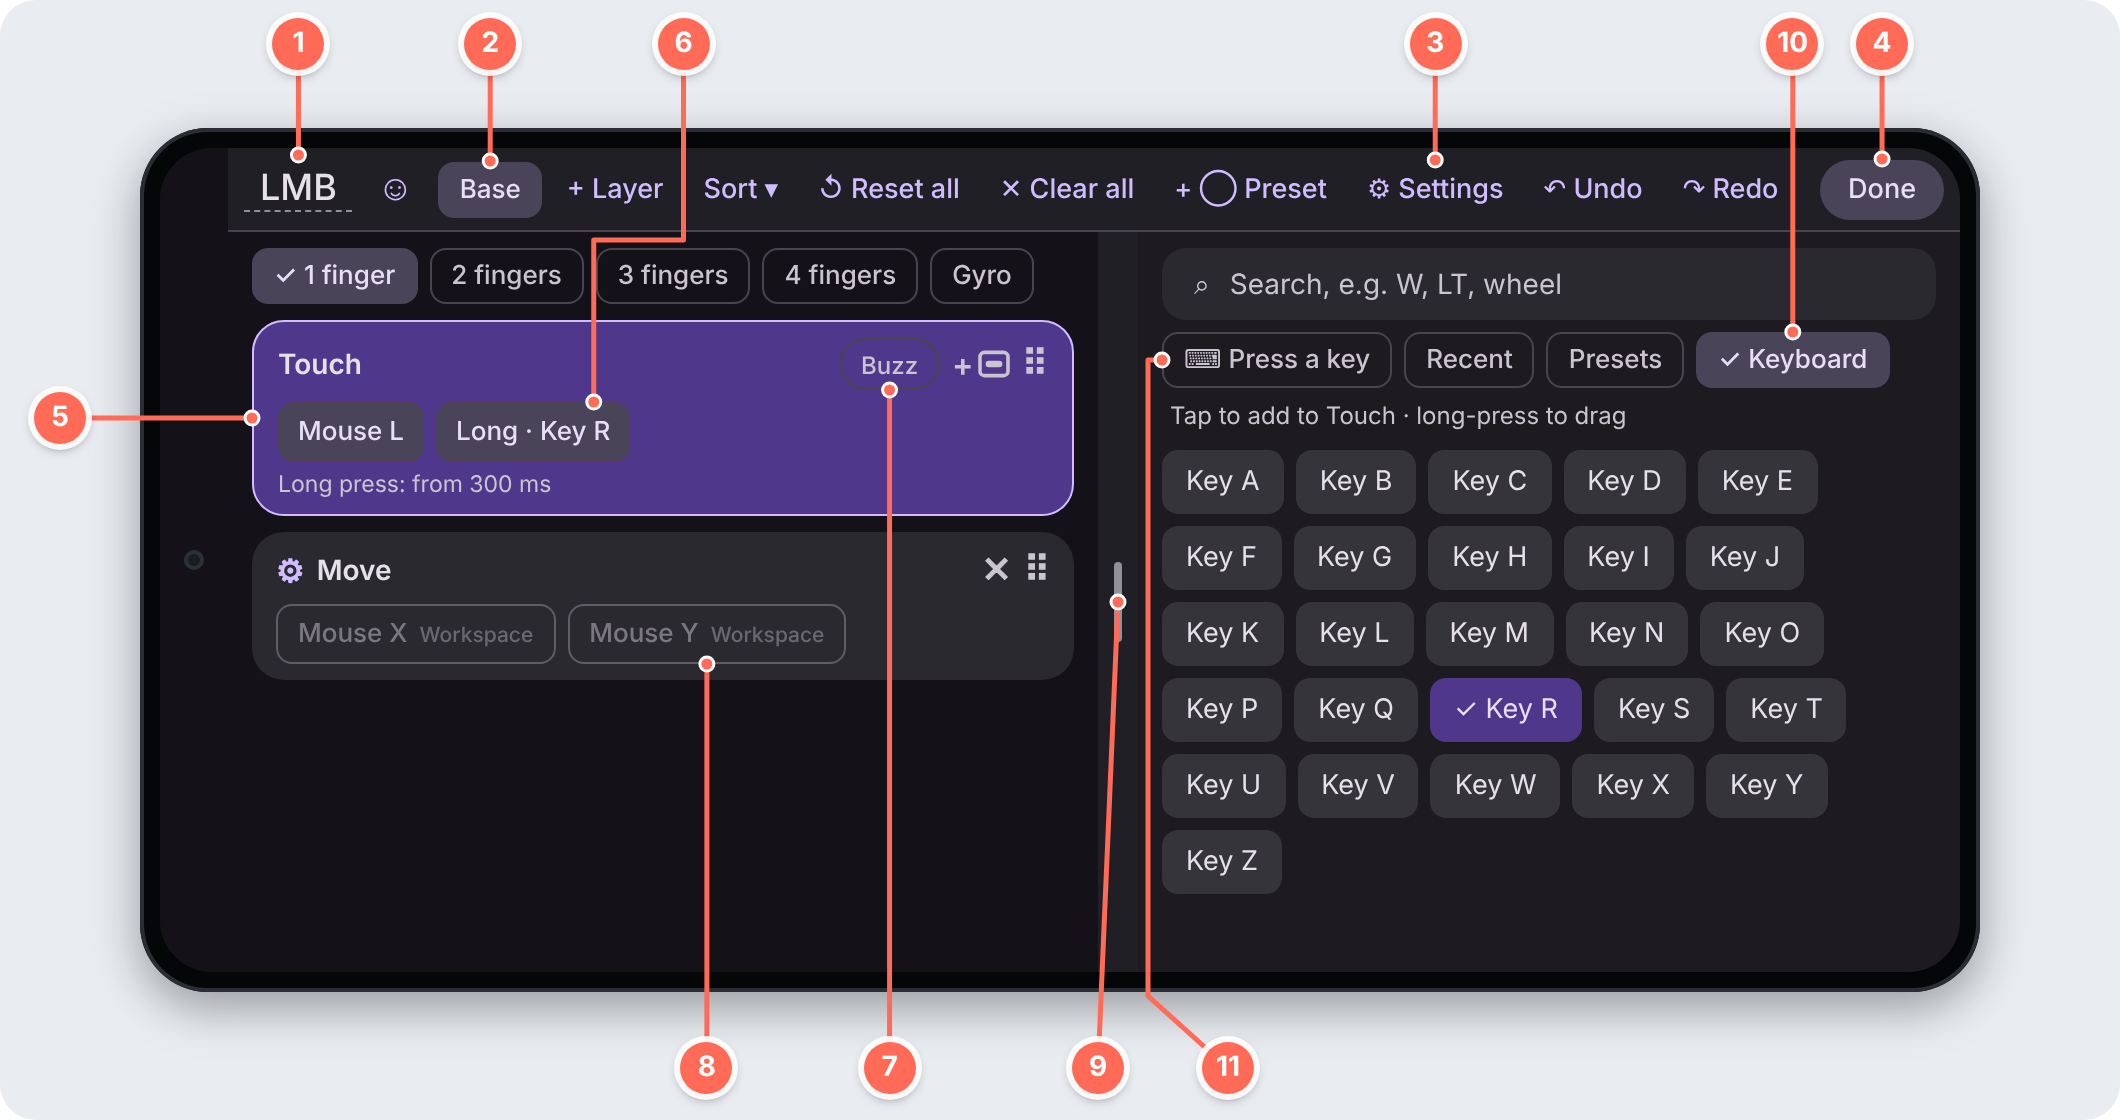 1 2 6 3 10 4
LMB ☺ Base + Layer Sort ▾ ↺ Reset all ✕ Clear all + ◯ Preset ⚙ Settings ↶ Undo ↷ Redo Done
✓ 1 finger 2 fingers 3 fingers 4 fingers Gyro
Touch Buzz +
5
Mouse L Long · Key R
Long press: from 300 ms
⚙ Move ✕
Mouse X Workspace Mouse Y Workspace
Search, e.g. W, LT, wheel
⌨ Press a key Recent Presets ✓ Keyboard
Tap to add to Touch · long-press to drag
Key A Key B Key C Key D Key E
Key F Key G Key H Key I Key J
Key K Key L Key M Key N Key O
Key P Key Q ✓ Key R Key S Key T
Key U Key V Key W Key X Key Y
Key Z
8 7 9 11